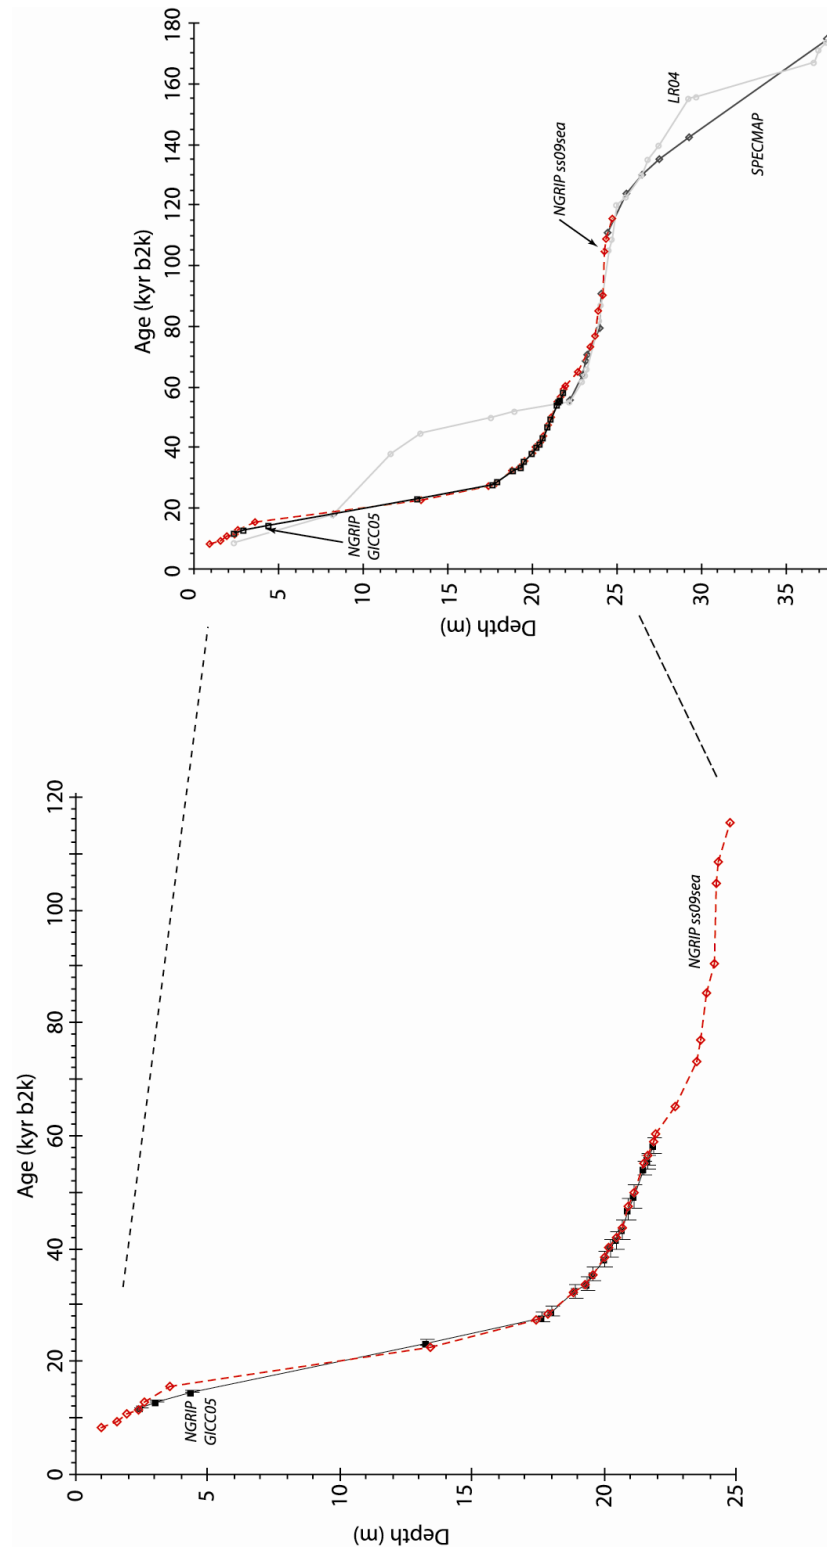 Age (kyr b2k)
0
20
40
60
80
100
120
0
5
10
15
20
25
Depth (m)
NGRIP
GICC05
NGRIP ss09sea
Age (kyr b2k)
0
20
40
60
80
100
120
140
160
180
0
5
10
15
20
25
30
35
Depth (m)
NGRIP
GICC05
NGRIP ss09sea
LR04
SPECMAP